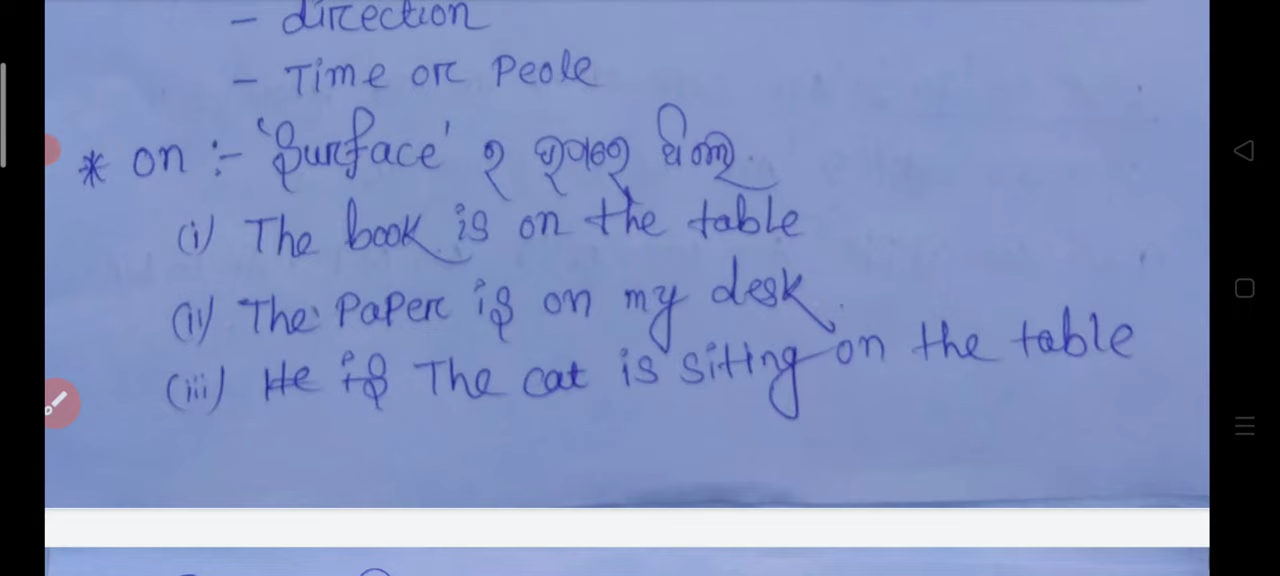 - direction
- Time or Peole
* on :- 'Surface' ର ଉପରେ ଥିଲେ.
(i) The book is on the table
(ii) The Paper is on my desk.
(iii) He is The cat is sitting on the table